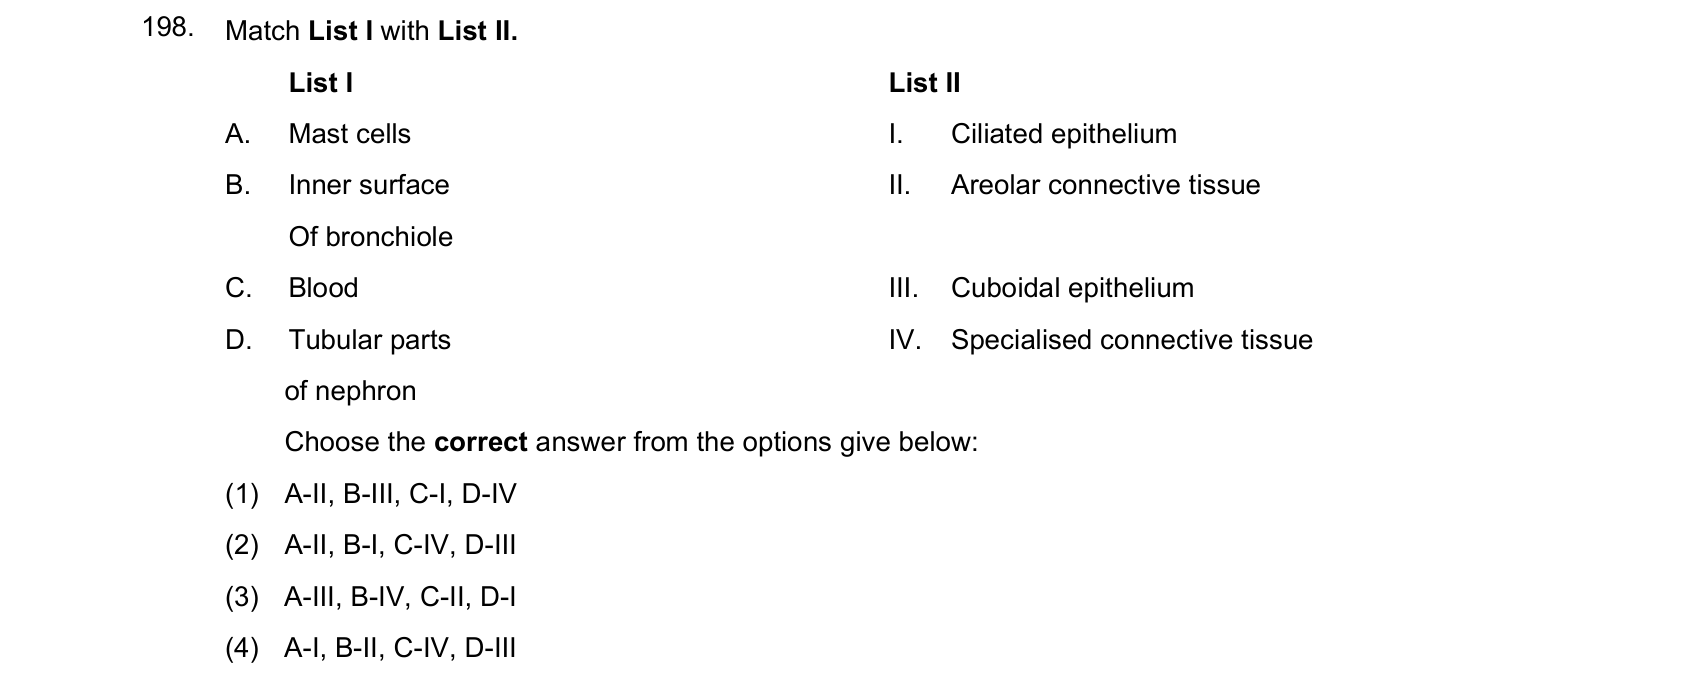 198. Match List I with List II.
List I List II
A. Mast cells I. Ciliated epithelium
B. Inner surface II. Areolar connective tissue
Of bronchiole
C. Blood III. Cuboidal epithelium
D. Tubular parts IV. Specialised connective tissue
of nephron
Choose the correct answer from the options give below:
(1) A-II, B-III, C-I, D-IV
(2) A-II, B-I, C-IV, D-III
(3) A-III, B-IV, C-II, D-I
(4) A-I, B-II, C-IV, D-III